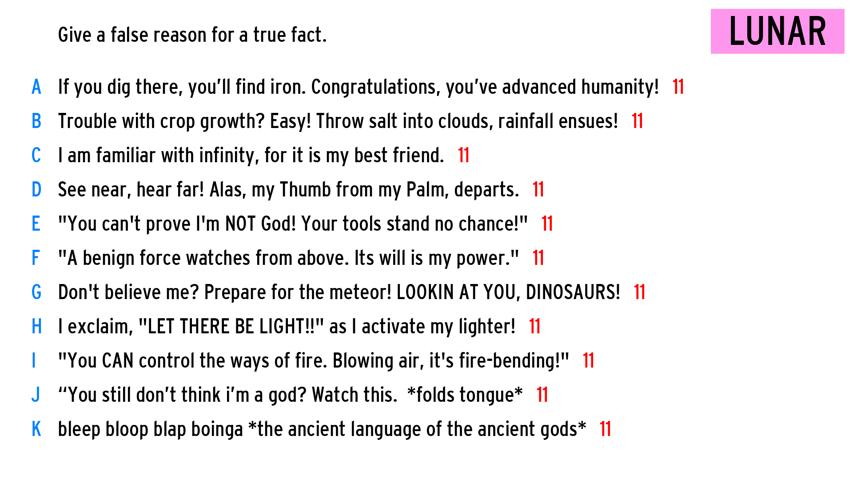 Give a false reason for a true fact.
LUNAR
A If you dig there, you’ll find iron. Congratulations, you’ve advanced humanity! 11
B Trouble with crop growth? Easy! Throw salt into clouds, rainfall ensues! 11
C I am familiar with infinity, for it is my best friend. 11
D See near, hear far! Alas, my Thumb from my Palm, departs. 11
E "You can't prove I'm NOT God! Your tools stand no chance!" 11
F "A benign force watches from above. Its will is my power." 11
G Don't believe me? Prepare for the meteor! LOOKIN AT YOU, DINOSAURS! 11
H I exclaim, "LET THERE BE LIGHT!!" as I activate my lighter! 11
I "You CAN control the ways of fire. Blowing air, it's fire-bending!" 11
J “You still don’t think i’m a god? Watch this. *folds tongue* 11
K bleep bloop blap boinga *the ancient language of the ancient gods* 11